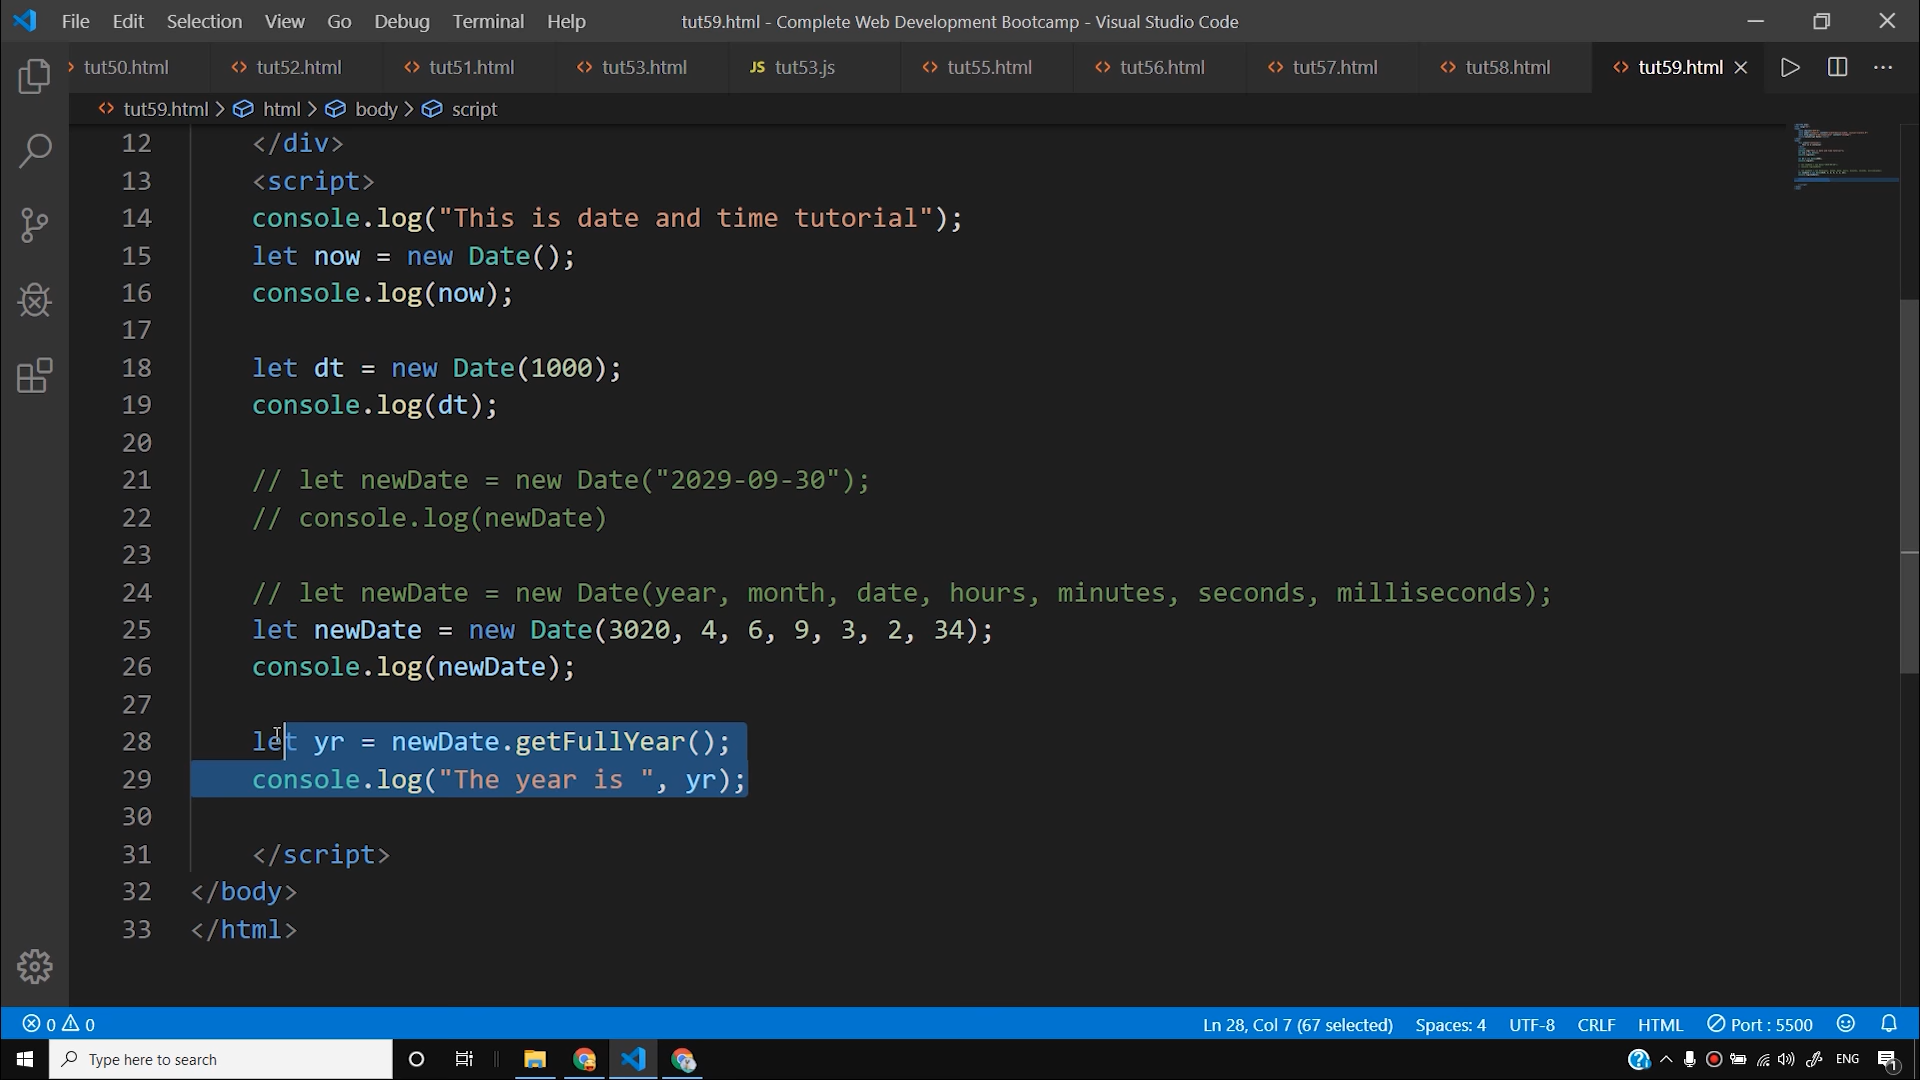 File Edit Selection View Go Debug Terminal Help tut59.html - Complete Web Development Bootcamp - Visual Studio Code
tut50.html tut52.html tut51.html tut53.html JS tut53.js tut55.html tut56.html tut57.html tut58.html tut59.html
tut59.html > html > body > script
12 </div>
13 <script>
14 console.log("This is date and time tutorial");
15 let now = new Date();
16 console.log(now);
17
18 let dt = new Date(1000);
19 console.log(dt);
20
21 // let newDate = new Date("2029-09-30");
22 // console.log(newDate)
23
24 // let newDate = new Date(year, month, date, hours, minutes, seconds, milliseconds);
25 let newDate = new Date(3020, 4, 6, 9, 3, 2, 34);
26 console.log(newDate);
27
28 let yr = newDate.getFullYear();
29 console.log("The year is ", yr);
30
31 </script>
32 </body>
33 </html>
0 0 Ln 28, Col 7 (67 selected) Spaces: 4 UTF-8 CRLF HTML Port : 5500
Type here to search ENG 1